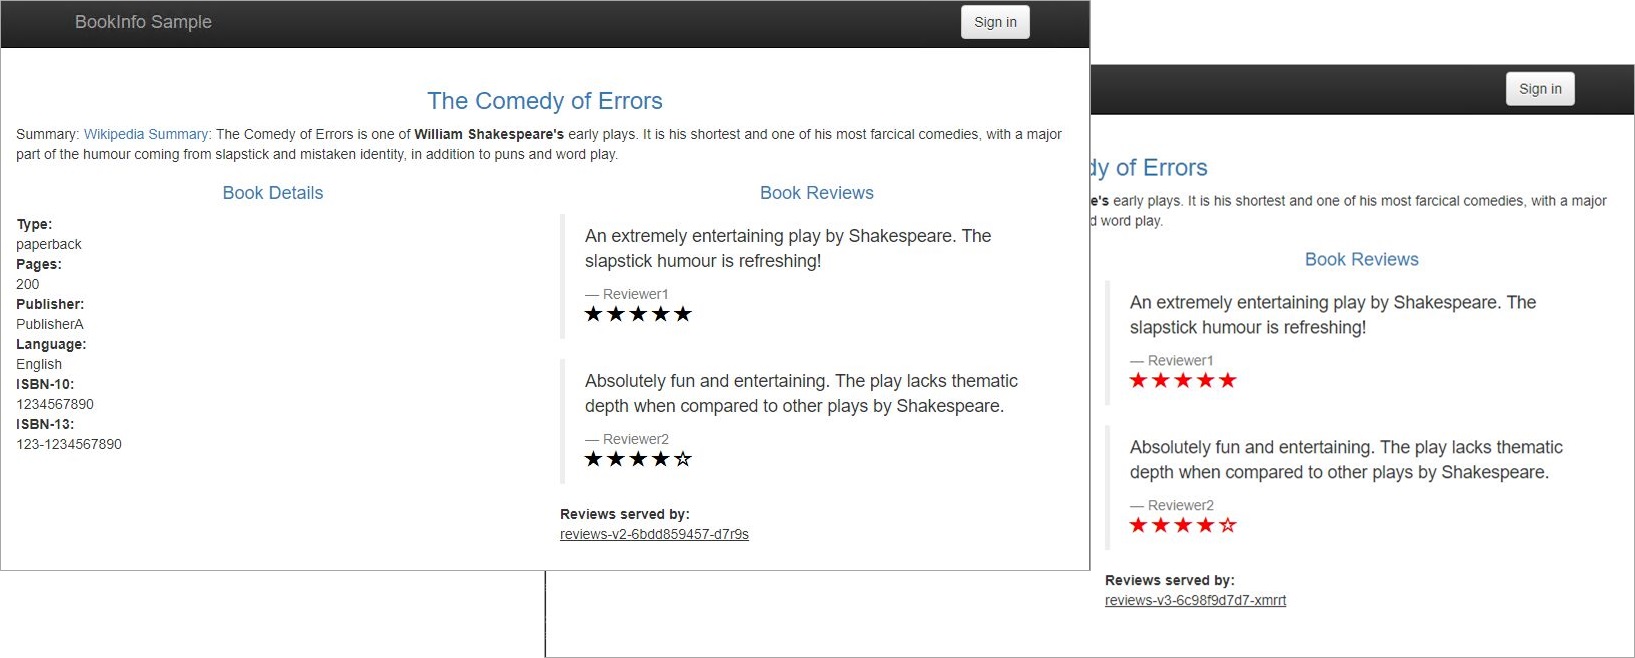 BookInfo Sample
Sign in
The Comedy of Errors
Summary: Wikipedia Summary: The Comedy of Errors is one of William Shakespeare's early plays. It is his shortest and one of his most farcical comedies, with a major
part of the humour coming from slapstick and mistaken identity, in addition to puns and word play.
Book Details
Type:
paperback
Pages:
200
Publisher:
PublisherA
Language:
English
ISBN-10:
1234567890
ISBN-13:
123-1234567890
Book Reviews
An extremely entertaining play by Shakespeare. The
slapstick humour is refreshing!
— Reviewer1
★★★★★
Absolutely fun and entertaining. The play lacks thematic
depth when compared to other plays by Shakespeare.
— Reviewer2
★★★★☆
Reviews served by:
reviews-v2-6bdd859457-d7r9s
Sign in
dy of Errors
e's early plays. It is his shortest and one of his most farcical comedies, with a major
d word play.
Book Reviews
An extremely entertaining play by Shakespeare. The
slapstick humour is refreshing!
— Reviewer1
★★★★★
Absolutely fun and entertaining. The play lacks thematic
depth when compared to other plays by Shakespeare.
— Reviewer2
★★★★☆
Reviews served by:
reviews-v3-6c98f9d7d7-xmrrt